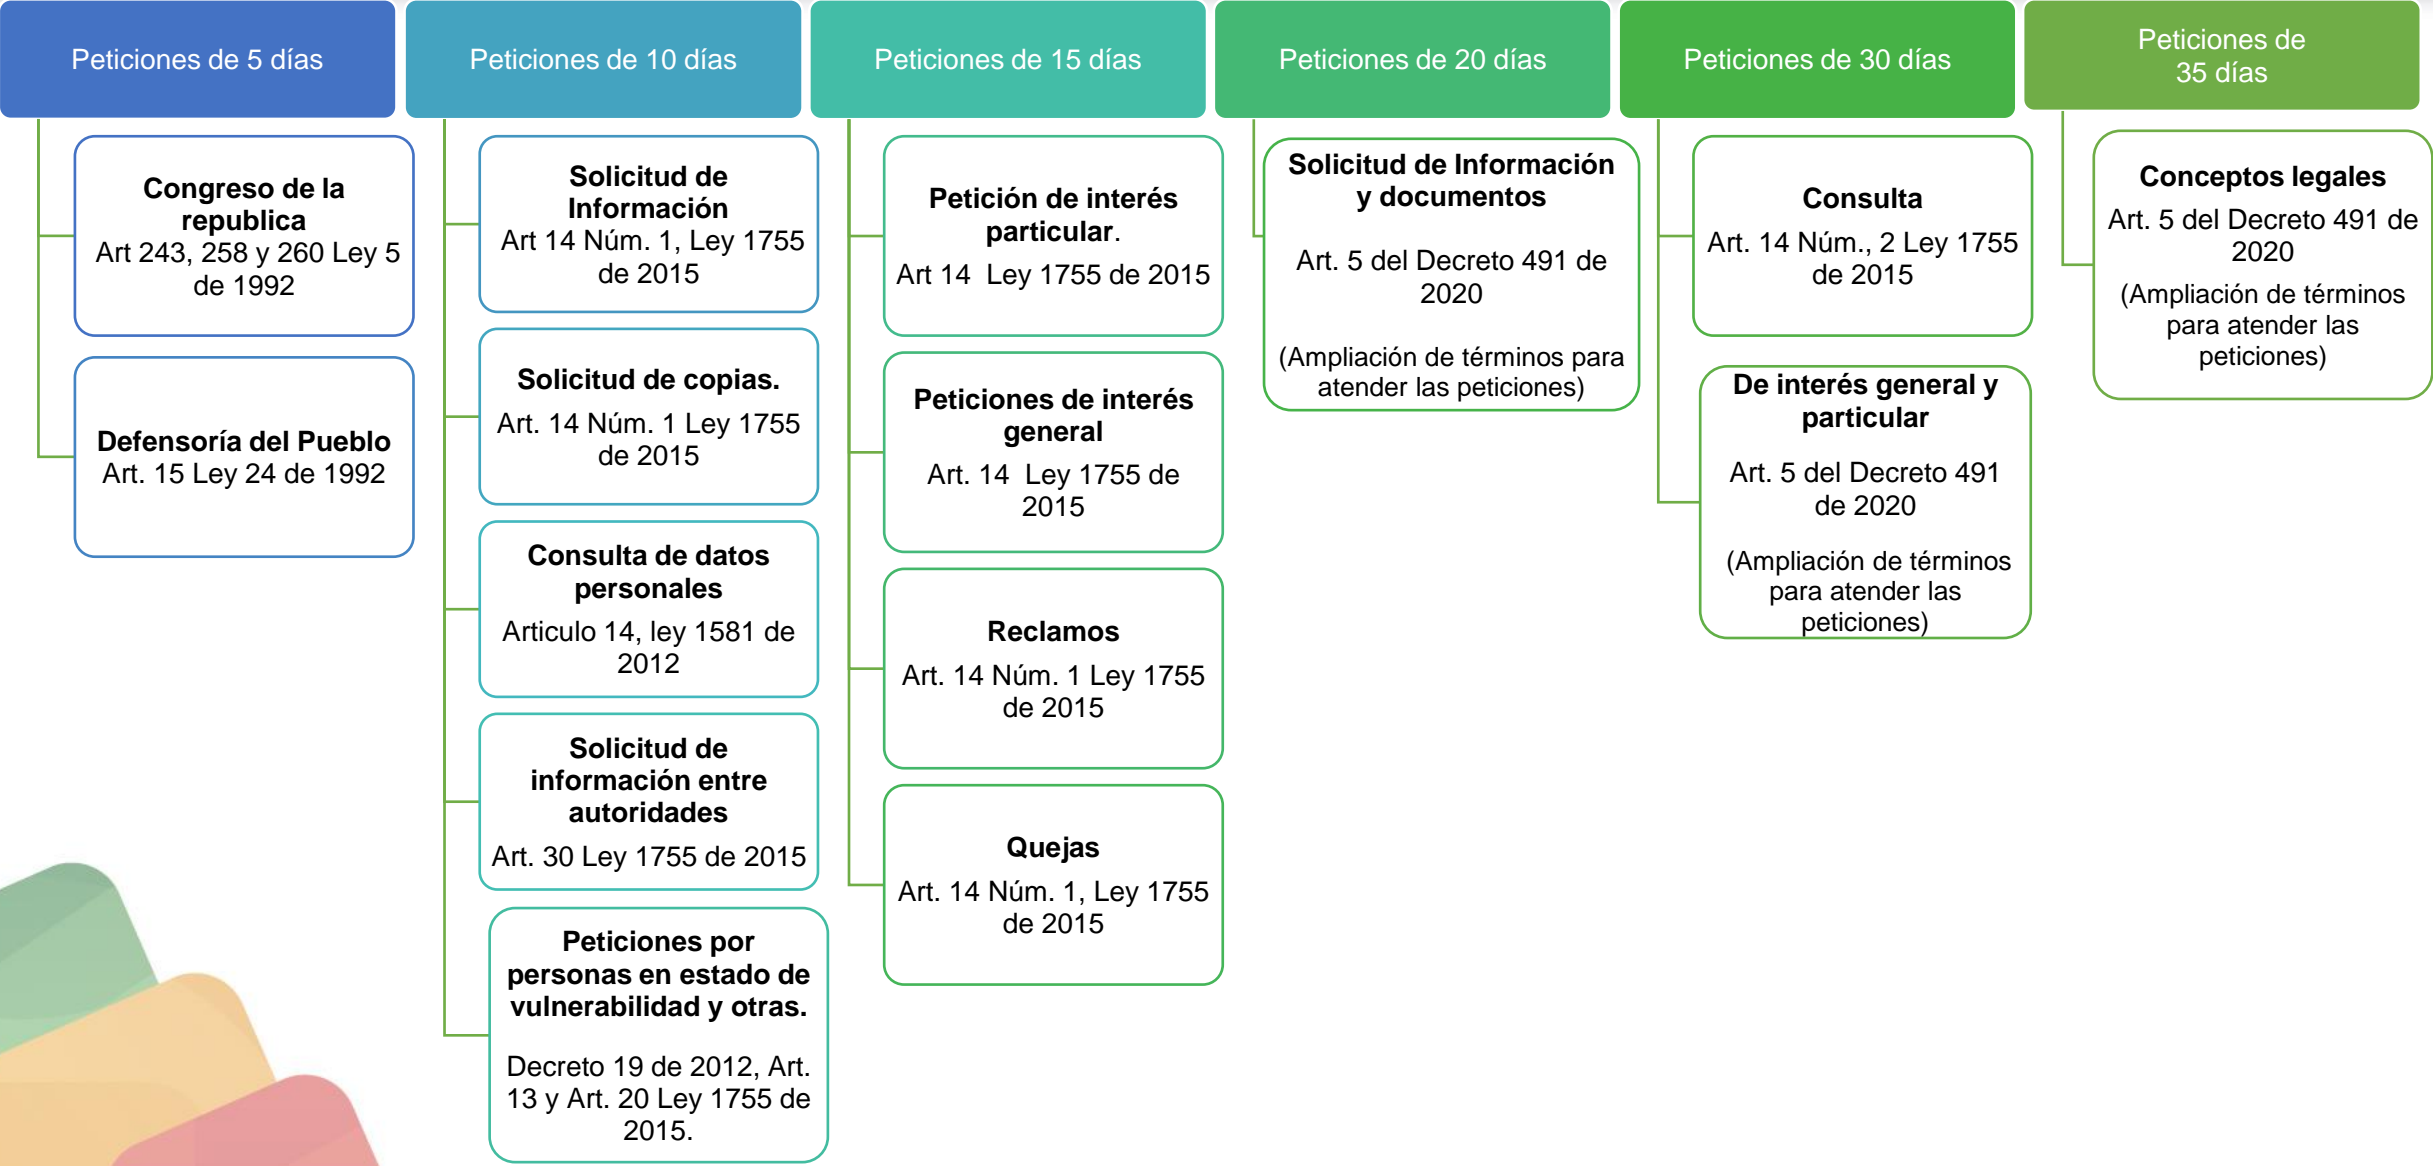 Peticiones de 5 días
Congreso de la
republica
Art 243, 258 y 260 Ley 5
de 1992
Defensoría del Pueblo
Art. 15 Ley 24 de 1992
Peticiones de 10 días
Solicitud de
Información
Art 14 Núm. 1, Ley 1755
de 2015
Solicitud de copias.
Art. 14 Núm. 1 Ley 1755
de 2015
Consulta de datos
personales
Articulo 14, ley 1581 de
2012
Solicitud de
información entre
autoridades
Art. 30 Ley 1755 de 2015
Peticiones por
personas en estado de
vulnerabilidad y otras.
Decreto 19 de 2012, Art.
13 y Art. 20 Ley 1755 de
2015.
Peticiones de 15 días
Petición de interés
particular.
Art 14 Ley 1755 de 2015
Peticiones de interés
general
Art. 14 Ley 1755 de
2015
Reclamos
Art. 14 Núm. 1 Ley 1755
de 2015
Quejas
Art. 14 Núm. 1, Ley 1755
de 2015
Peticiones de 20 días
Solicitud de Información
y documentos
Art. 5 del Decreto 491 de
2020
(Ampliación de términos para
atender las peticiones)
Peticiones de 30 días
Consulta
Art. 14 Núm., 2 Ley 1755
de 2015
De interés general y
particular
Art. 5 del Decreto 491
de 2020
(Ampliación de términos
para atender las
peticiones)
Peticiones de
35 días
Conceptos legales
Art. 5 del Decreto 491 de
2020
(Ampliación de términos
para atender las
peticiones)